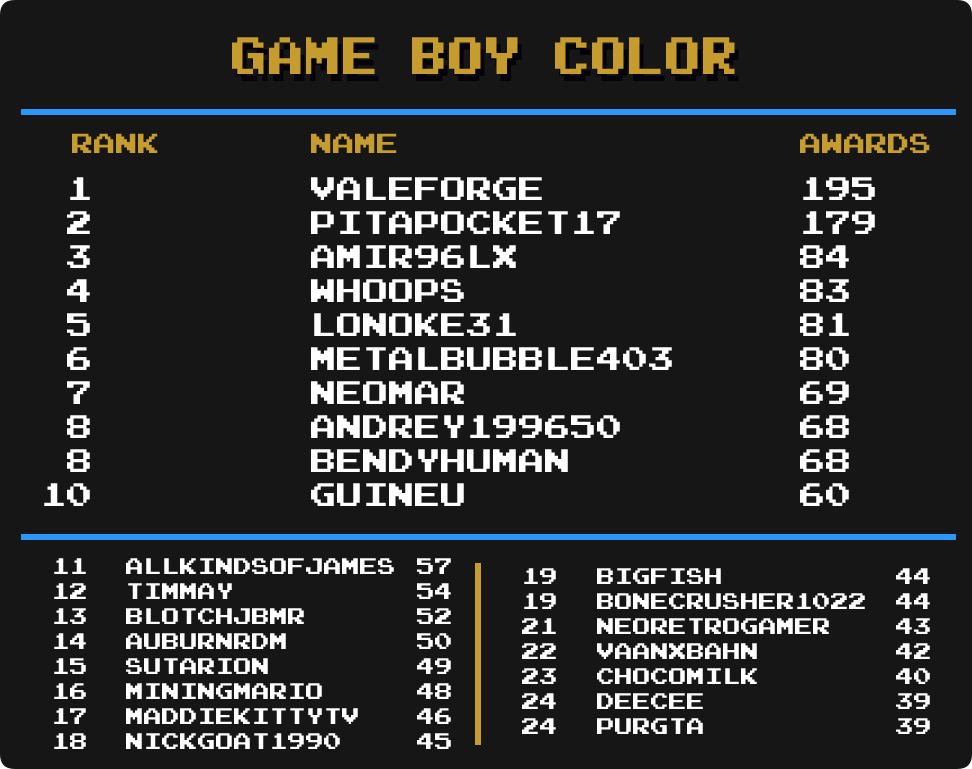 GAME BOY COLOR
RANK NAME AWARDS
1 VALEFORGE 195
2 PITAPOCKET17 179
3 AMIR96LX 84
4 WHOOPS 83
5 LONOKE31 81
6 METALBUBBLE403 80
7 NEOMAR 69
8 ANDREY199650 68
8 BENDYHUMAN 68
10 GUINEU 60
11 ALLKINDSOFJAMES 57
12 TIMMAY 54
13 BLOTCHJBMR 52
14 AUBURNRDM 50
15 SUTARION 49
16 MININGMARIO 48
17 MADDIEKITTYTV 46
18 NICKGOAT1990 45
19 BIGFISH 44
19 BONECRUSHER1022 44
21 NEORETROGAMER 43
22 VAANXBAHN 42
23 CHOCOMILK 40
24 DEECEE 39
24 PURGTA 39